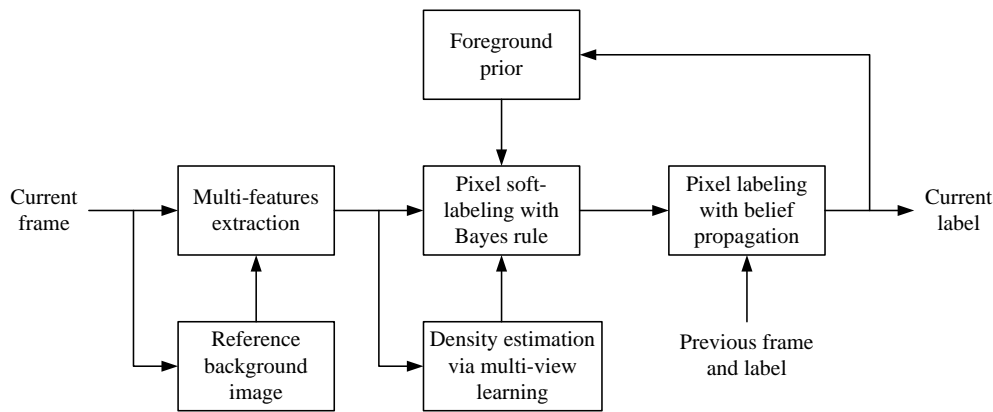 Foreground
prior
Current
frame
Multi-features
extraction
Pixel soft-
labeling with
Bayes rule
Pixel labeling
with belief
propagation
Current
label
Reference
background
image
Density estimation
via multi-view
learning
Previous frame
and label